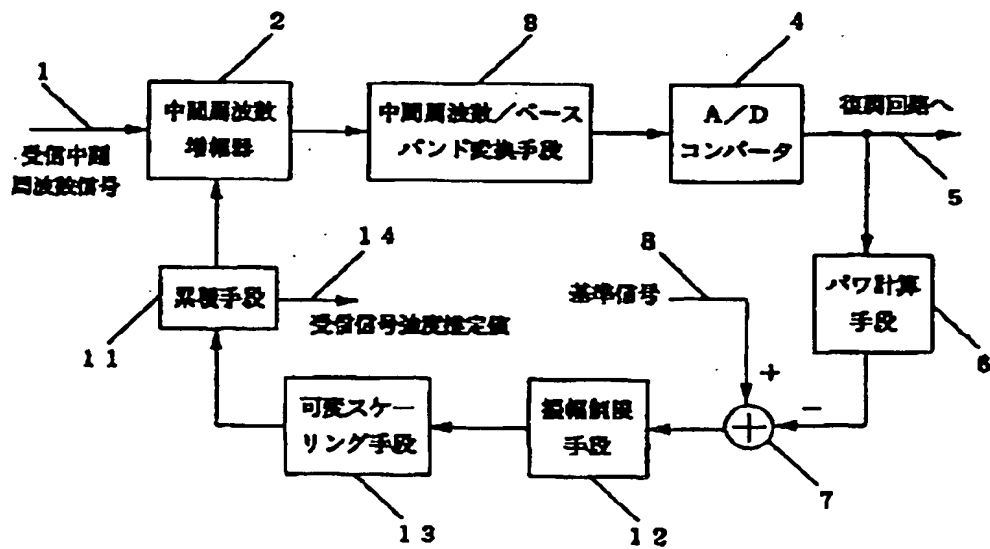 1
2
8
4
受信中間
周波数信号
中間周波数
増幅器
中間周波数／ベース
バンド変換手段
A／D
コンバータ
復調回路へ
5
14
8
累積手段
受信信号強度推定値
基準信号
パワ計算
手段
11
6
+
−
可変スケー
リング手段
振幅制限
手段
7
13
12